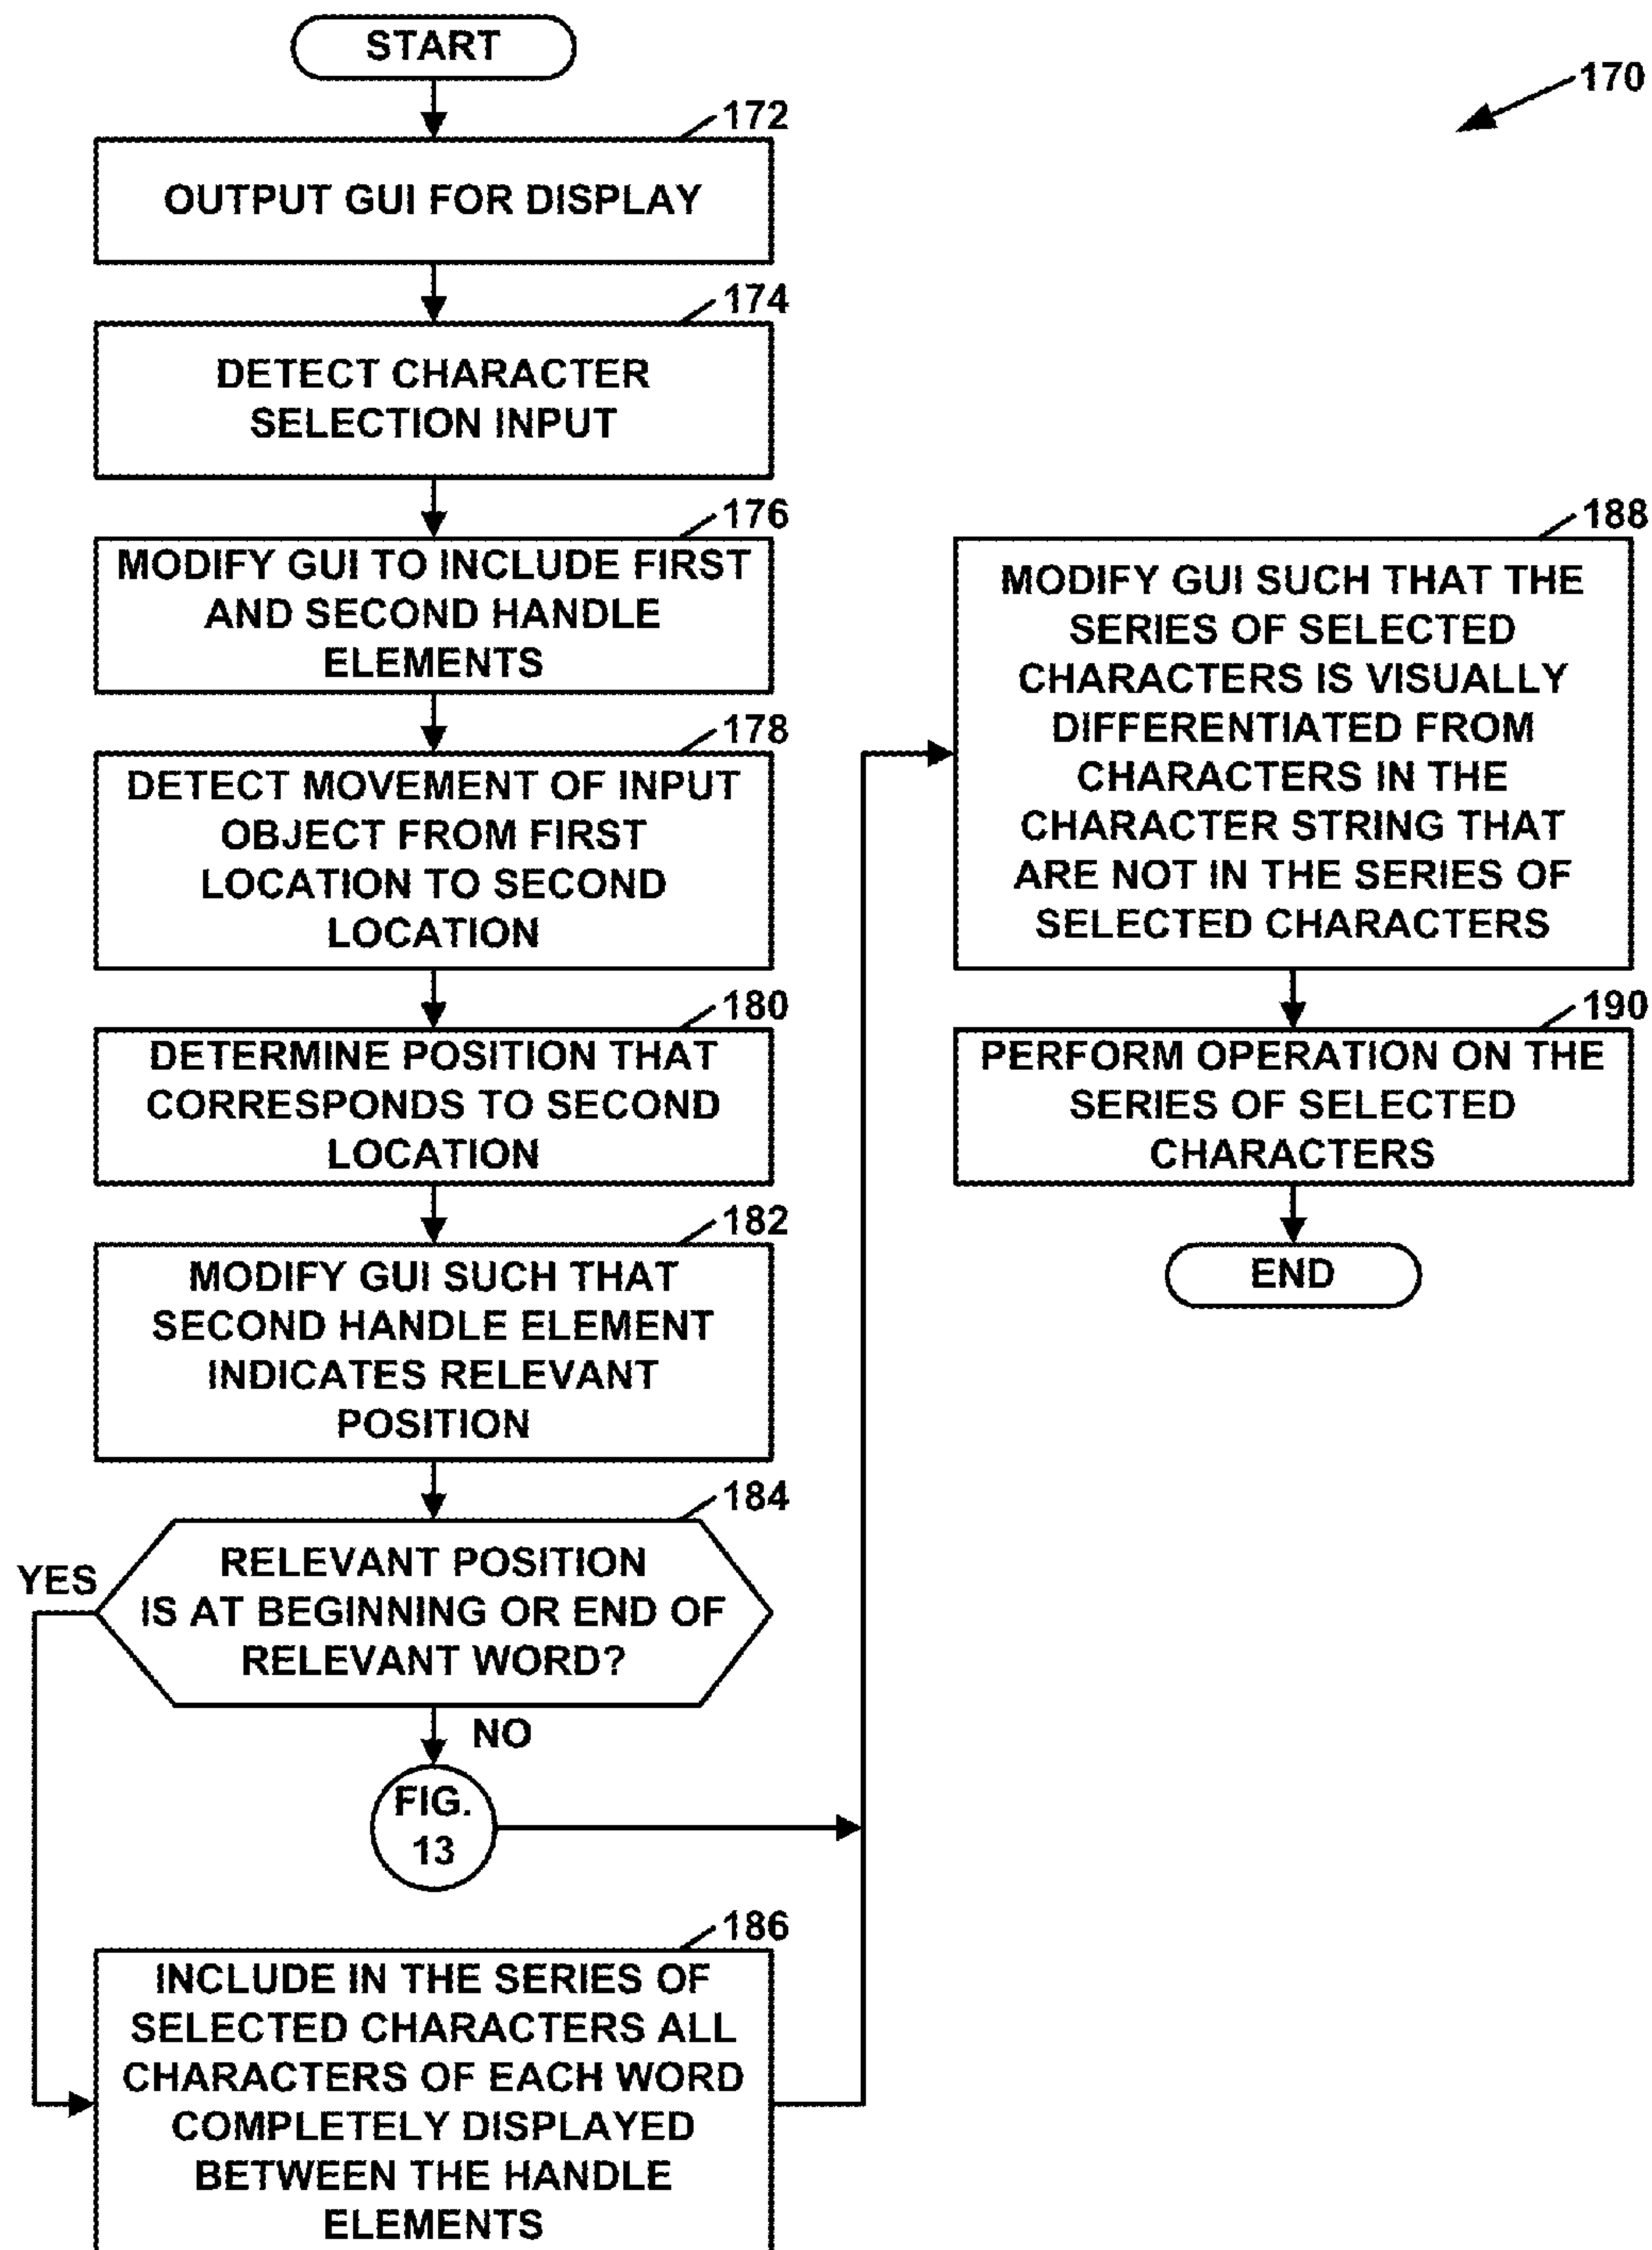 START
170
172
OUTPUT GUI FOR DISPLAY
174
DETECT CHARACTER
SELECTION INPUT
176
MODIFY GUI TO INCLUDE FIRST
AND SECOND HANDLE
ELEMENTS
178
DETECT MOVEMENT OF INPUT
OBJECT FROM FIRST
LOCATION TO SECOND
LOCATION
180
DETERMINE POSITION THAT
CORRESPONDS TO SECOND
LOCATION
182
MODIFY GUI SUCH THAT
SECOND HANDLE ELEMENT
INDICATES RELEVANT
POSITION
184
RELEVANT POSITION
IS AT BEGINNING OR END OF
RELEVANT WORD?
YES
NO
FIG.
13
186
INCLUDE IN THE SERIES OF
SELECTED CHARACTERS ALL
CHARACTERS OF EACH WORD
COMPLETELY DISPLAYED
BETWEEN THE HANDLE
ELEMENTS
188
MODIFY GUI SUCH THAT THE
SERIES OF SELECTED
CHARACTERS IS VISUALLY
DIFFERENTIATED FROM
CHARACTERS IN THE
CHARACTER STRING THAT
ARE NOT IN THE SERIES OF
SELECTED CHARACTERS
190
PERFORM OPERATION ON THE
SERIES OF SELECTED
CHARACTERS
END